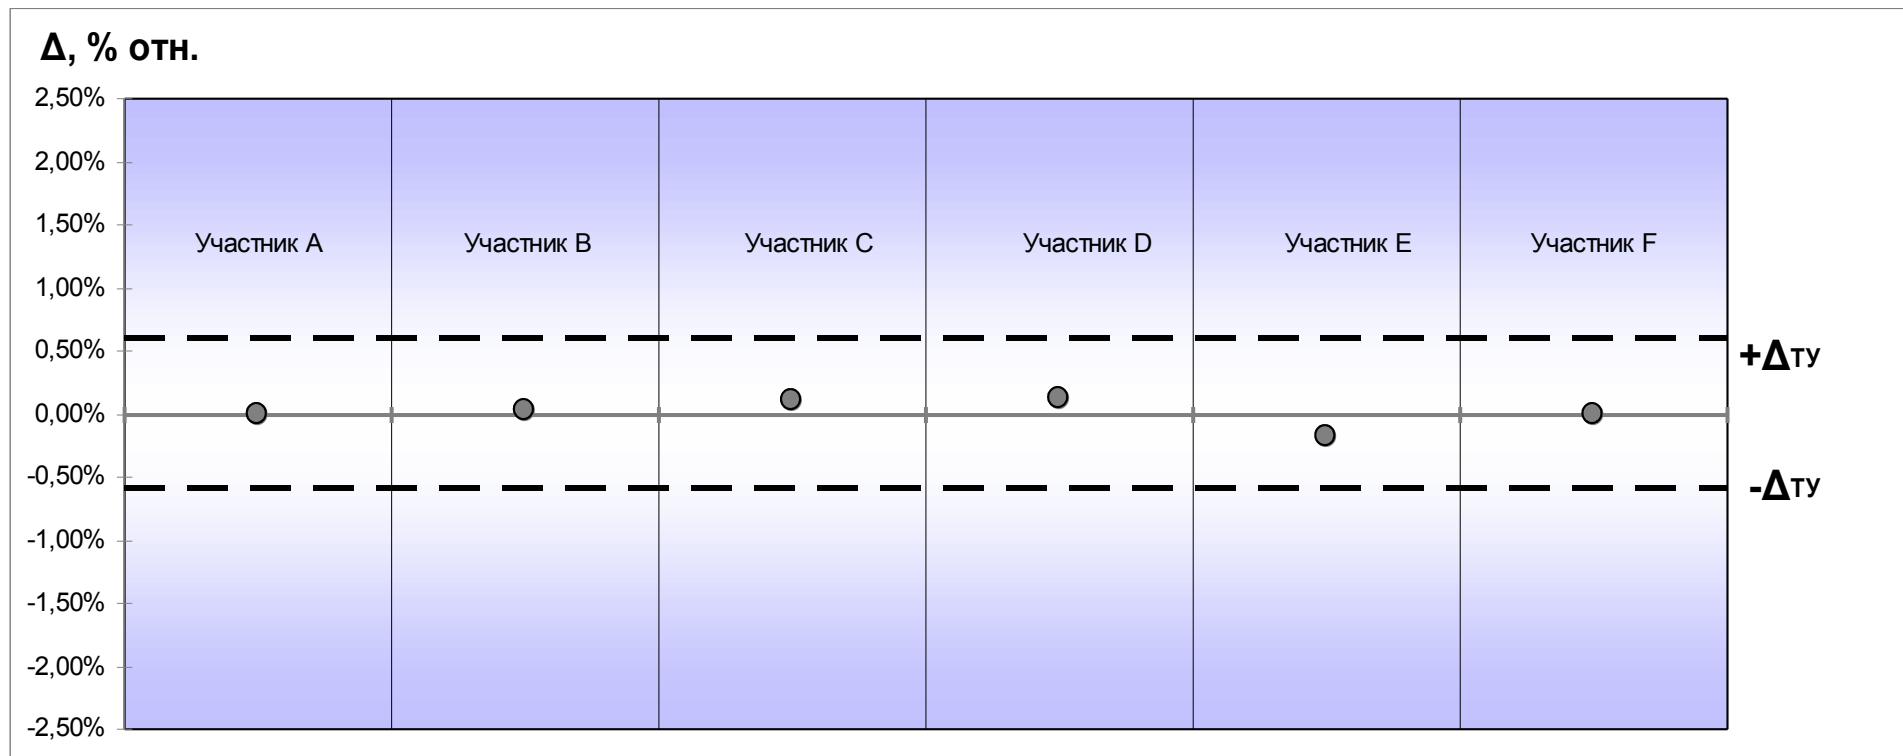 Δ, % отн.
2,50%
2,00%
1,50%
Участник A
Участник B
Участник C
Участник D
Участник E
Участник F
1,00%
0,50%
+ΔТУ
0,00%
-0,50%
-ΔТУ
-1,00%
-1,50%
-2,00%
-2,50%